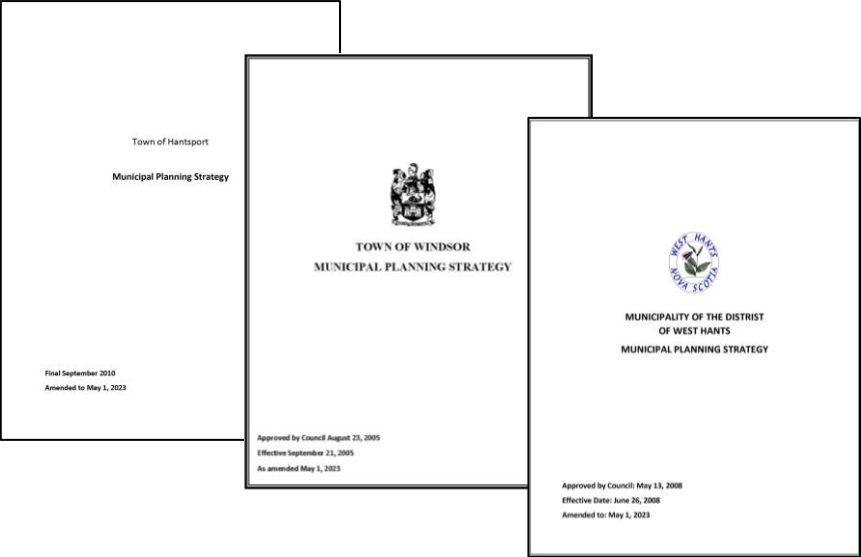 Town of Hantsport
Municipal Planning Strategy
Final September 2010
Amended to May 1, 2023
TOWN OF WINDSOR
MUNICIPAL PLANNING STRATEGY
Approved by Council August 23, 2005
Effective September 21, 2005
As amended May 1, 2023
WEST HANTS
NOVA SCOTIA
MUNICIPALITY OF THE DISTRICT
OF WEST HANTS
MUNICIPAL PLANNING STRATEGY
Approved by Council: May 13, 2008
Effective Date: June 26, 2008
Amended to: May 1, 2023